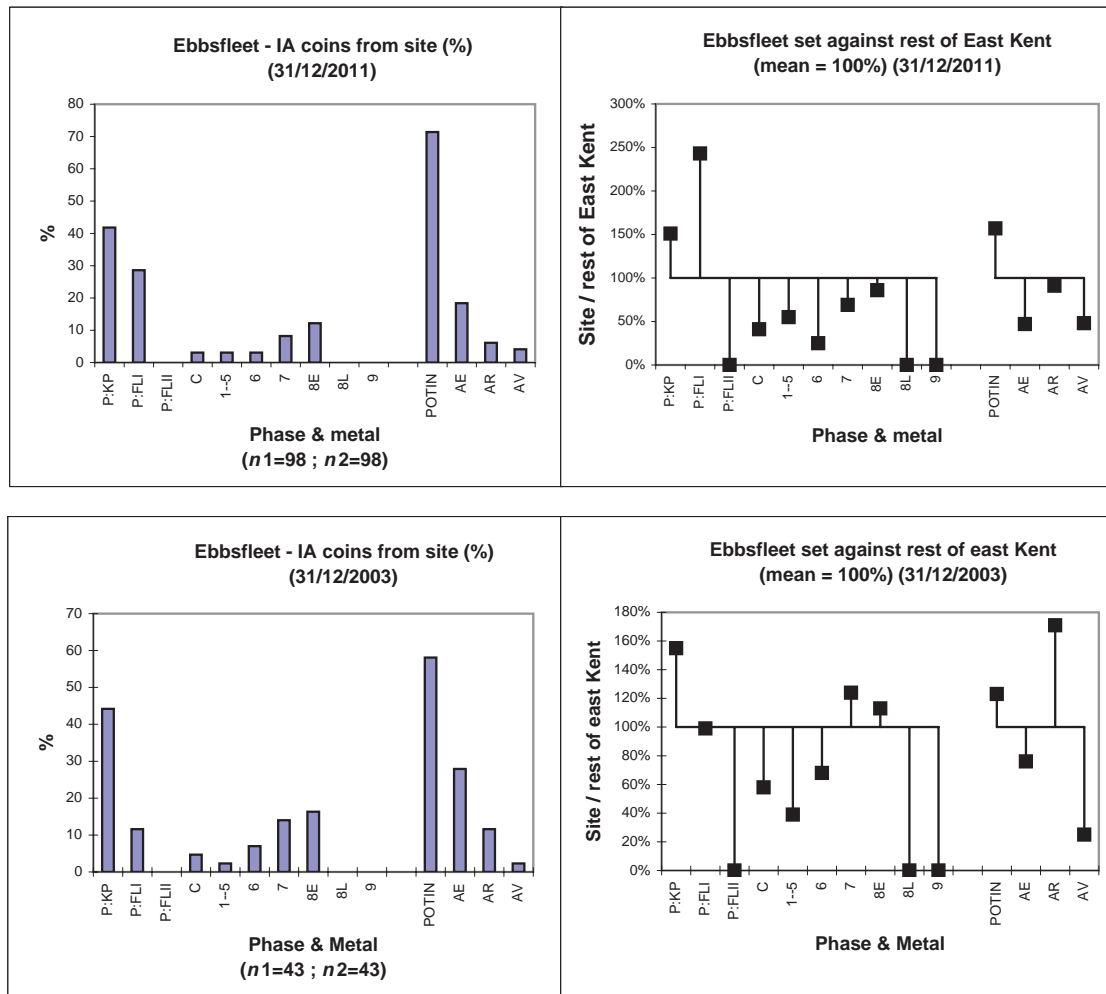 Ebbsfleet - IA coins from site (%)
(31/12/2011)
80
70
60
50
40
30
20
10
0
%
P:KP
P:FLI
P:FLII
C
1--5
6
7
8E
8L
9
POTIN
AE
AR
AV
Phase & metal
(n1=98 ; n2=98)
Ebbsfleet set against rest of East Kent
(mean = 100%) (31/12/2011)
300%
250%
200%
150%
100%
50%
0%
Site / rest of East Kent
P:KP
P:FLI
P:FLII
C
1--5
6
7
8E
8L
9
POTIN
AE
AR
AV
Phase & metal
Ebbsfleet - IA coins from site (%)
(31/12/2003)
70
60
50
40
30
20
10
0
%
P:KP
P:FLI
P:FLII
C
1--5
6
7
8E
8L
9
POTIN
AE
AR
AV
Phase & Metal
(n1=43 ; n2=43)
Ebbsfleet set against rest of east Kent
(mean = 100%) (31/12/2003)
180%
160%
140%
120%
100%
80%
60%
40%
20%
0%
Site / rest of east Kent
P:KP
P:FLI
P:FLII
C
1--5
6
7
8E
8L
9
POTIN
AE
AR
AV
Phase & Metal